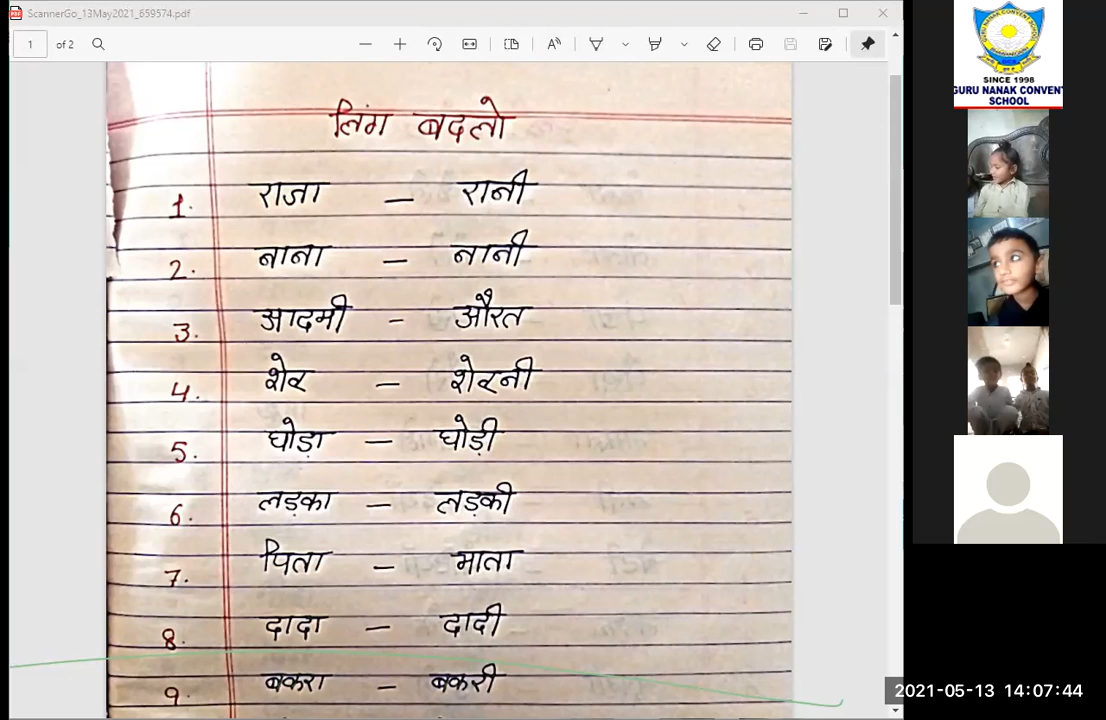 ScannerGo_13May2021_659574.pdf
1 of 2
लिंग बदलो
1. राजा — रानी
2. नाना — नानी
3. आदमी - औरत
4. शेर — शेरनी
5. घोड़ा — घोड़ी
6. लड़का — लड़की
7. पिता — माता
8. दादा — दादी
9. बकरा — बकरी
SINCE 1998
GURU NANAK CONVENT
SCHOOL
2021-05-13 14:07:44